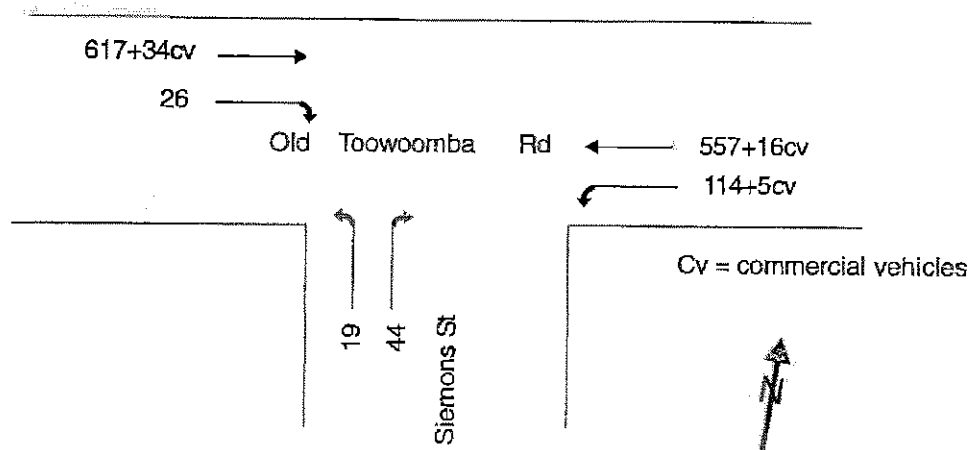 617+34cv
26
Old Toowoomba Rd
557+16cv
114+5cv
Cv = commercial vehicles
19
44
Siemons St
N